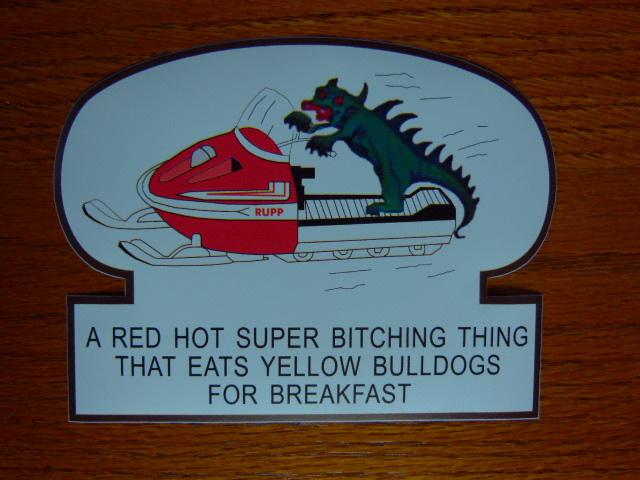 RUPP
A RED HOT SUPER BITCHING THING
THAT EATS YELLOW BULLDOGS
FOR BREAKFAST